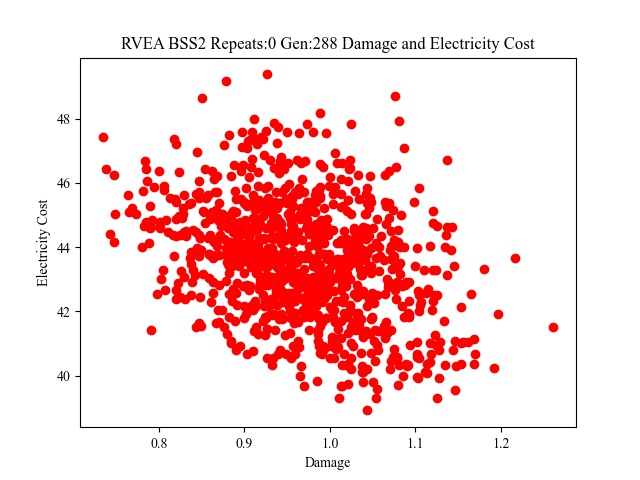 RVEA BSS2 Repeats:0 Gen:288 Damage and Electricity Cost
48
46
44
42
40
Electricity Cost
0.8 0.9 1.0 1.1 1.2
Damage